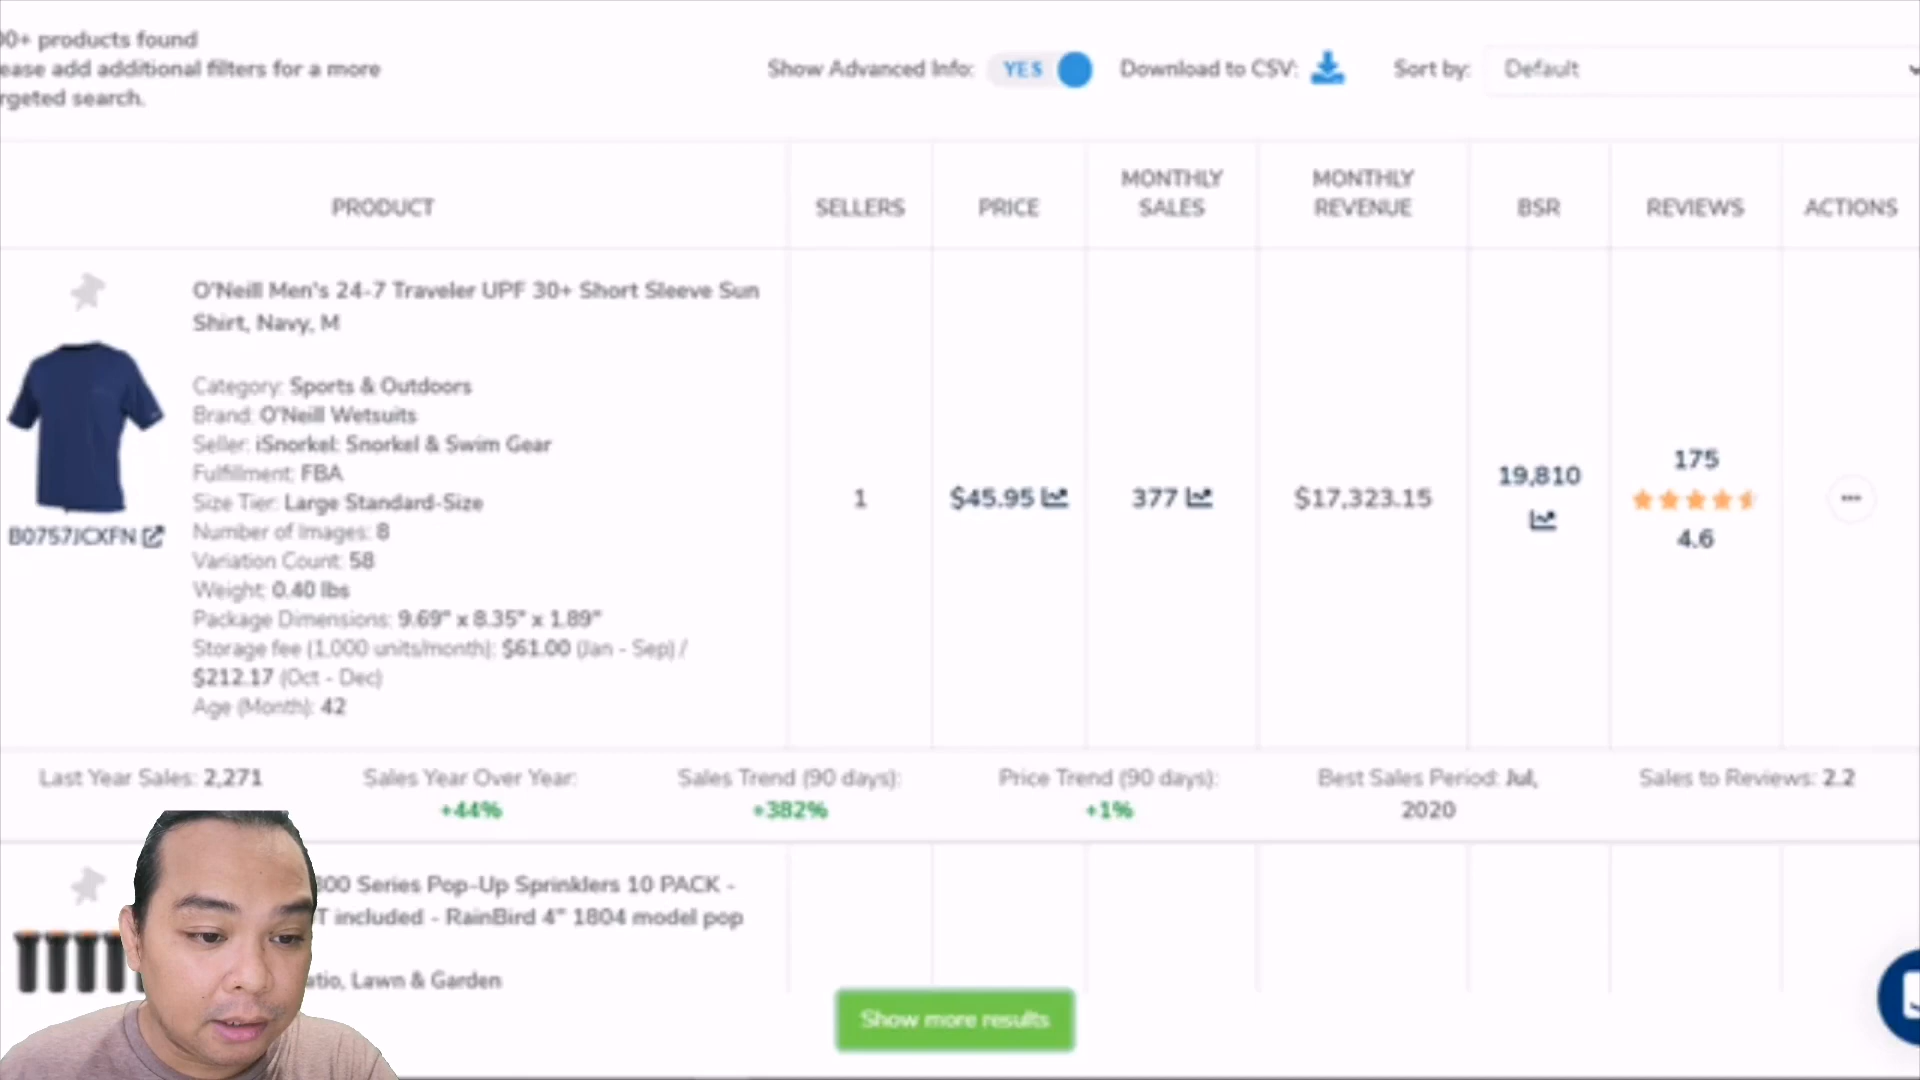 00+ products found
ease add additional filters for a more
rgeted search.
Show Advanced Info: YES Download to CSV: Sort by: Default
PRODUCT SELLERS PRICE MONTHLY SALES MONTHLY REVENUE BSR REVIEWS ACTIONS
O'Neill Men's 24-7 Traveler UPF 30+ Short Sleeve Sun
Shirt, Navy, M
Category: Sports & Outdoors
Brand: O'Neill Wetsuits
Seller: iSnorkel: Snorkel & Swim Gear
Fulfillment: FBA
Size Tier: Large Standard-Size
Number of Images: 8
Variation Count: 58
Weight: 0.40 lbs
Package Dimensions: 9.69" x 8.35" x 1.89"
Storage fee (1,000 units/month): $61.00 (Jan - Sep) /
$212.17 (Oct - Dec)
Age (Month): 42
B0757JCXFN
1
$45.95
377
$17,323.15
19,810
175
4.6
Last Year Sales: 2,271
Sales Year Over Year:
+44%
Sales Trend (90 days):
+382%
Price Trend (90 days):
+1%
Best Sales Period: Jul,
2020
Sales to Reviews: 2.2
800 Series Pop-Up Sprinklers 10 PACK -
T included - RainBird 4" 1804 model pop
atio, Lawn & Garden
Show more results